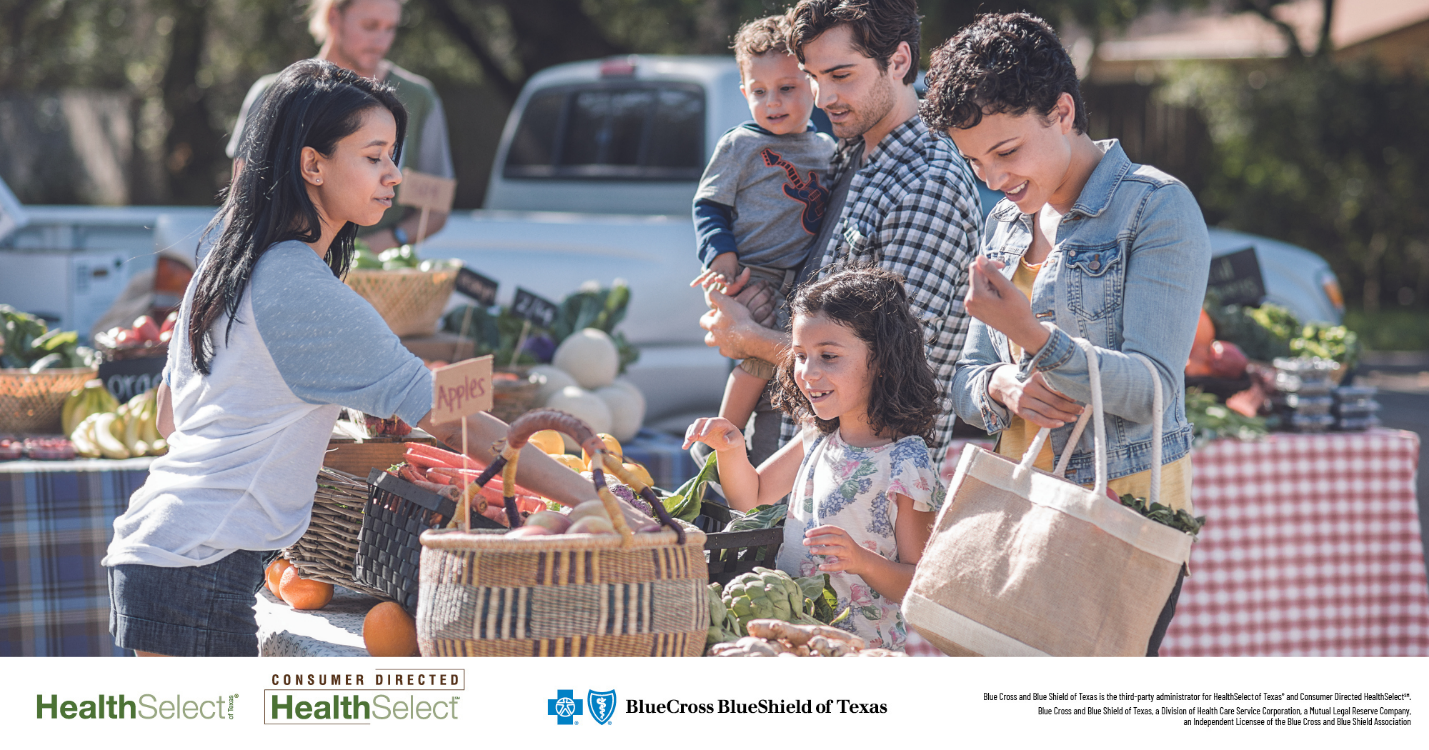 Apples
CONSUMER DIRECTED
HealthSelect of Texas®
HealthSelect℠
BlueCross BlueShield of Texas
Blue Cross and Blue Shield of Texas is the third-party administrator for HealthSelect of Texas® and Consumer Directed HealthSelect℠.
Blue Cross and Blue Shield of Texas, a Division of Health Care Service Corporation, a Mutual Legal Reserve Company,
an Independent Licensee of the Blue Cross and Blue Shield Association